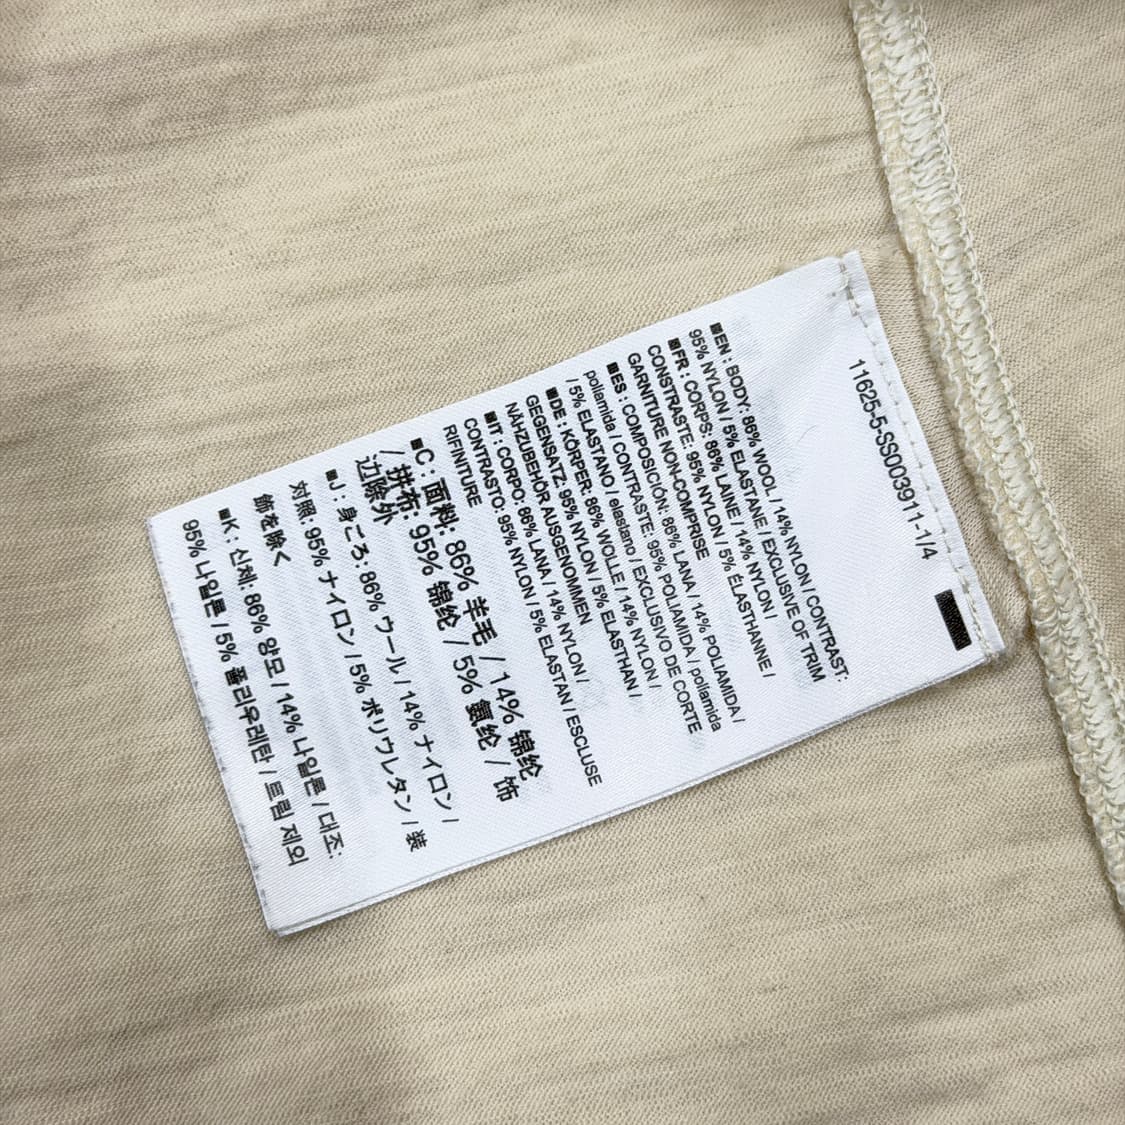 11625-5-SS003911-1/4
■EN : BODY: 86% WOOL / 14% NYLON / CONTRAST:
95% NYLON / 5% ELASTANE / EXCLUSIVE OF TRIM
■FR : CORPS: 86% LAINE / 14% NYLON /
CONSTRASTE: 95% NYLON / 5% ÉLASTHANNE /
GARNITURE NON-COMPRISE
■ES : COMPOSICIÓN: 86% LANA / 14% POLIAMIDA /
poliamida / CONTRASTE: 95% POLIAMIDA / poliamida
/ 5% ELASTANO / elastano / EXCLUSIVO DE CORTE
■DE : KÖRPER: 86% WOLLE / 14% NYLON /
GEGENSATZ: 95% NYLON / 5% ELASTHAN /
NÄHZUBEHÖR AUSGENOMMEN
■IT : CORPO: 86% LANA / 14% NYLON /
CONTRASTO: 95% NYLON / 5% ELASTAN / ESCLUSE
RIFINITURE
■C : 面料: 86% 羊毛 / 14% 锦纶
/ 拼布: 95% 锦纶 / 5% 氨纶 / 饰
边除外
■J : 身ごろ: 86% ウール / 14% ナイロン /
対照: 95% ナイロン / 5% ポリウレタン / 装
飾を除く
■K : 신체: 86% 양모 / 14% 나일론 / 대조:
95% 나일론 / 5% 폴리우레탄 / 트림 제외